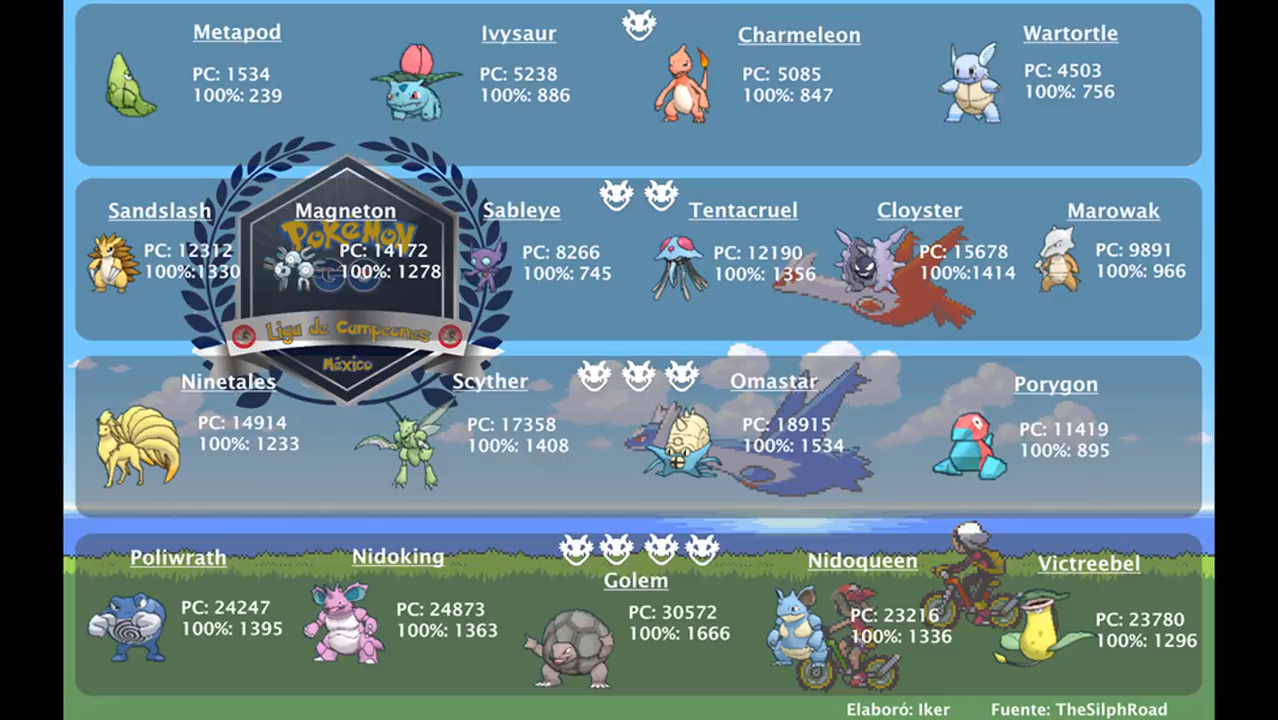 Metapod
PC: 1534
100%: 239
Ivysaur
PC: 5238
100%: 886
Charmeleon
PC: 5085
100%: 847
Wartortle
PC: 4503
100%: 756
Sandslash
PC: 12312
100%:1330
Magneton
PC: 14172
100%: 1278
Sableye
PC: 8266
100%: 745
Tentacruel
PC: 12190
100%: 1356
Cloyster
PC: 15678
100%:1414
Marowak
PC: 9891
100%: 966
POKéMON
GO
Liga de Campeones
México
Ninetales
PC: 14914
100%: 1233
Scyther
PC: 17358
100%: 1408
Omastar
PC: 18915
100%: 1534
Porygon
PC: 11419
100%: 895
Poliwrath
PC: 24247
100%: 1395
Nidoking
PC: 24873
100%: 1363
Golem
PC: 30572
100%: 1666
Nidoqueen
PC: 23216
100%: 1336
Victreebel
PC: 23780
100%: 1296
Elaboró: Iker
Fuente: TheSilphRoad